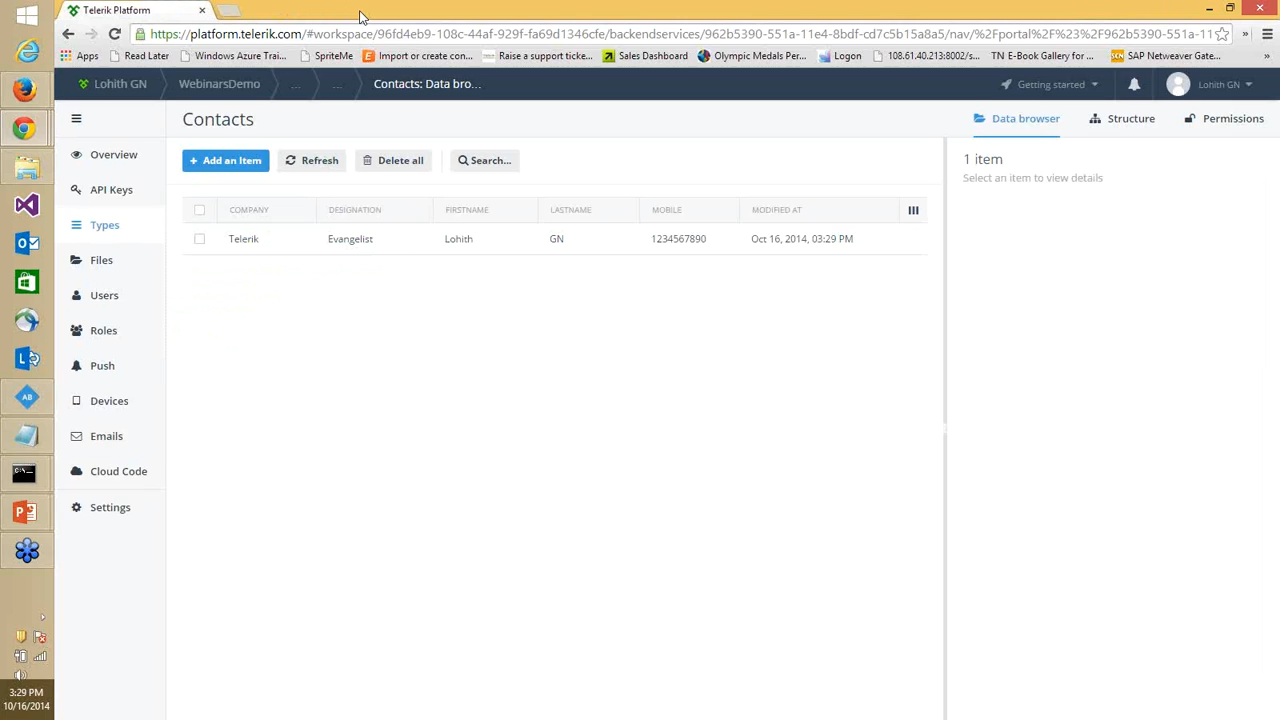 Telerik Platform
https://platform.telerik.com/#workspace/96fd4eb9-108c-44af-929f-fa69d1346cfe/backendservices/962b5390-551a-11e4-8bdf-cd7c5b15a8a5/nav/%2Fportal%2F%23%2F962b5390-551a-11
Apps
Read Later
Windows Azure Trai...
SpriteMe
Import or create con...
Raise a support ticke...
Sales Dashboard
Olympic Medals Per...
Logon
108.61.40.213:8002/s...
TN E-Book Gallery for ...
SAP Netweaver Gate...
»
Lohith GN
WebinarsDemo
...
...
Contacts: Data bro...
Getting started
Lohith GN
Contacts
Data browser
Structure
Permissions
Overview
API Keys
Types
Files
Users
Roles
Push
Devices
Emails
Cloud Code
Settings
+ Add an Item
Refresh
Delete all
Search...
COMPANY DESIGNATION FIRSTNAME LASTNAME MOBILE MODIFIED AT
Telerik Evangelist Lohith GN 1234567890 Oct 16, 2014, 03:29 PM
1 item
Select an item to view details
AB
3:29 PM
10/16/2014